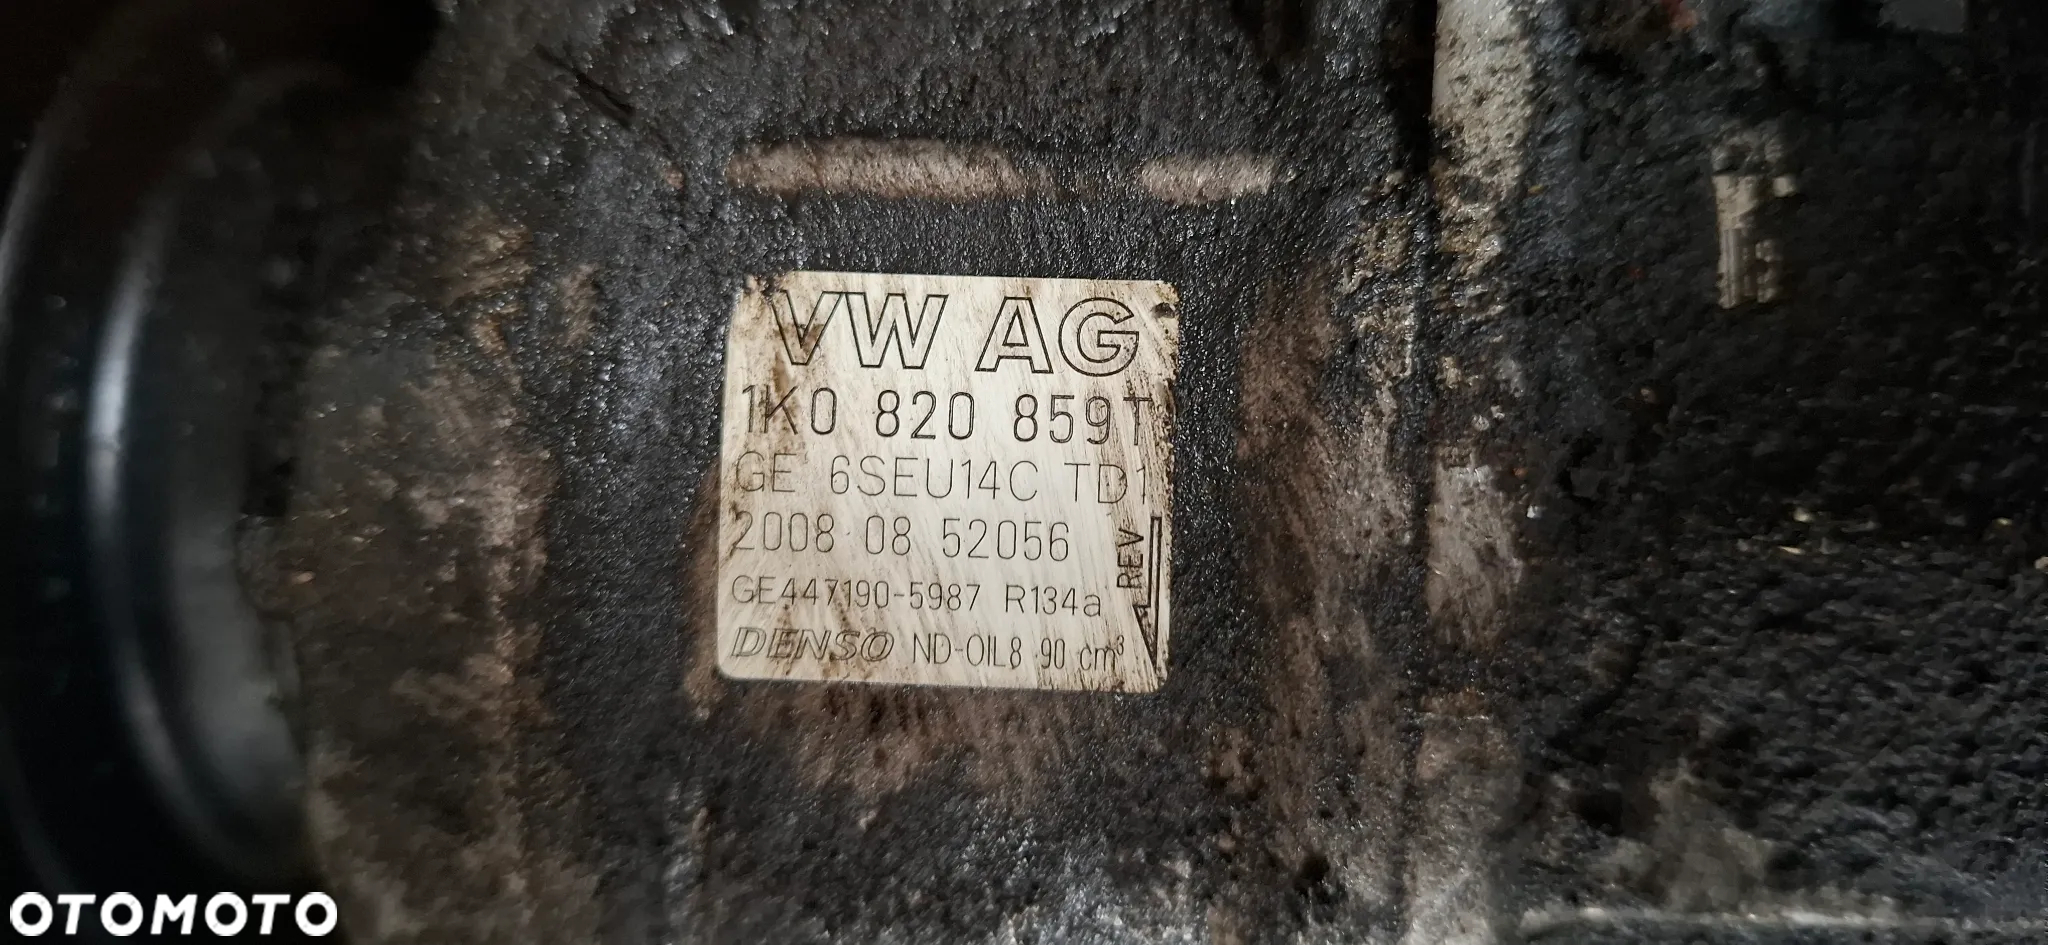 VW AG
1K0 820 859T
GE 6SEU14C TD1
2008 08 52056
GE447190-5987 R134a
REV
DENSO ND-OIL8 90 cm³
OTOMOTO